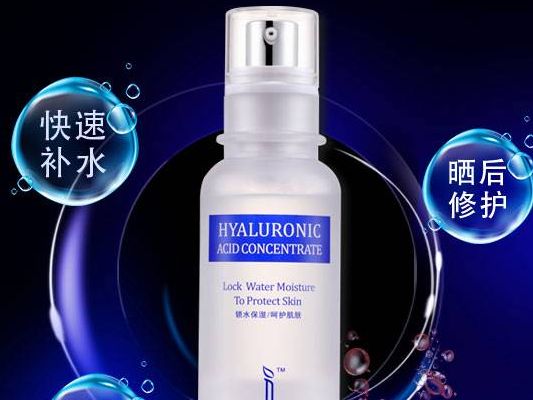 快速
补水
晒后
修护
HYALURONIC
ACID CONCENTRATE
Lock Water Moisture
To Protect Skin
锁水保湿/呵护肌肤
TM